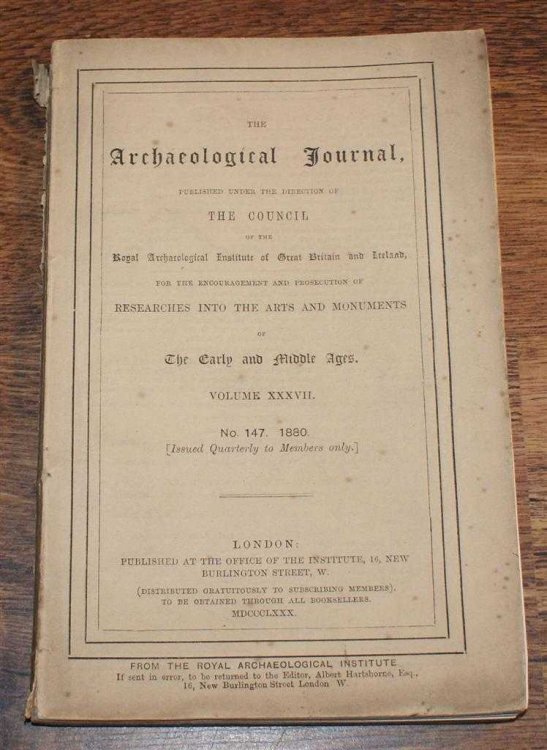 THE
Archaeological Journal,
PUBLISHED UNDER THE DIRECTION OF
THE COUNCIL
OF THE
Royal Archaeological Institute of Great Britain and Ireland,
FOR THE ENCOURAGEMENT AND PROSECUTION OF
RESEARCHES INTO THE ARTS AND MONUMENTS
OF
The Early and Middle Ages.
VOLUME XXXVII.
No. 147. 1880.
[Issued Quarterly to Members only.]
LONDON:
PUBLISHED AT THE OFFICE OF THE INSTITUTE, 16, NEW
BURLINGTON STREET, W.
(DISTRIBUTED GRATUITOUSLY TO SUBSCRIBING MEMBERS).
TO BE OBTAINED THROUGH ALL BOOKSELLERS.
MDCCCLXXX.
FROM THE ROYAL ARCHAEOLOGICAL INSTITUTE
If sent in error, to be returned to the Editor, Albert Hartshorne, Esq.,
16, New Burlington Street London W.